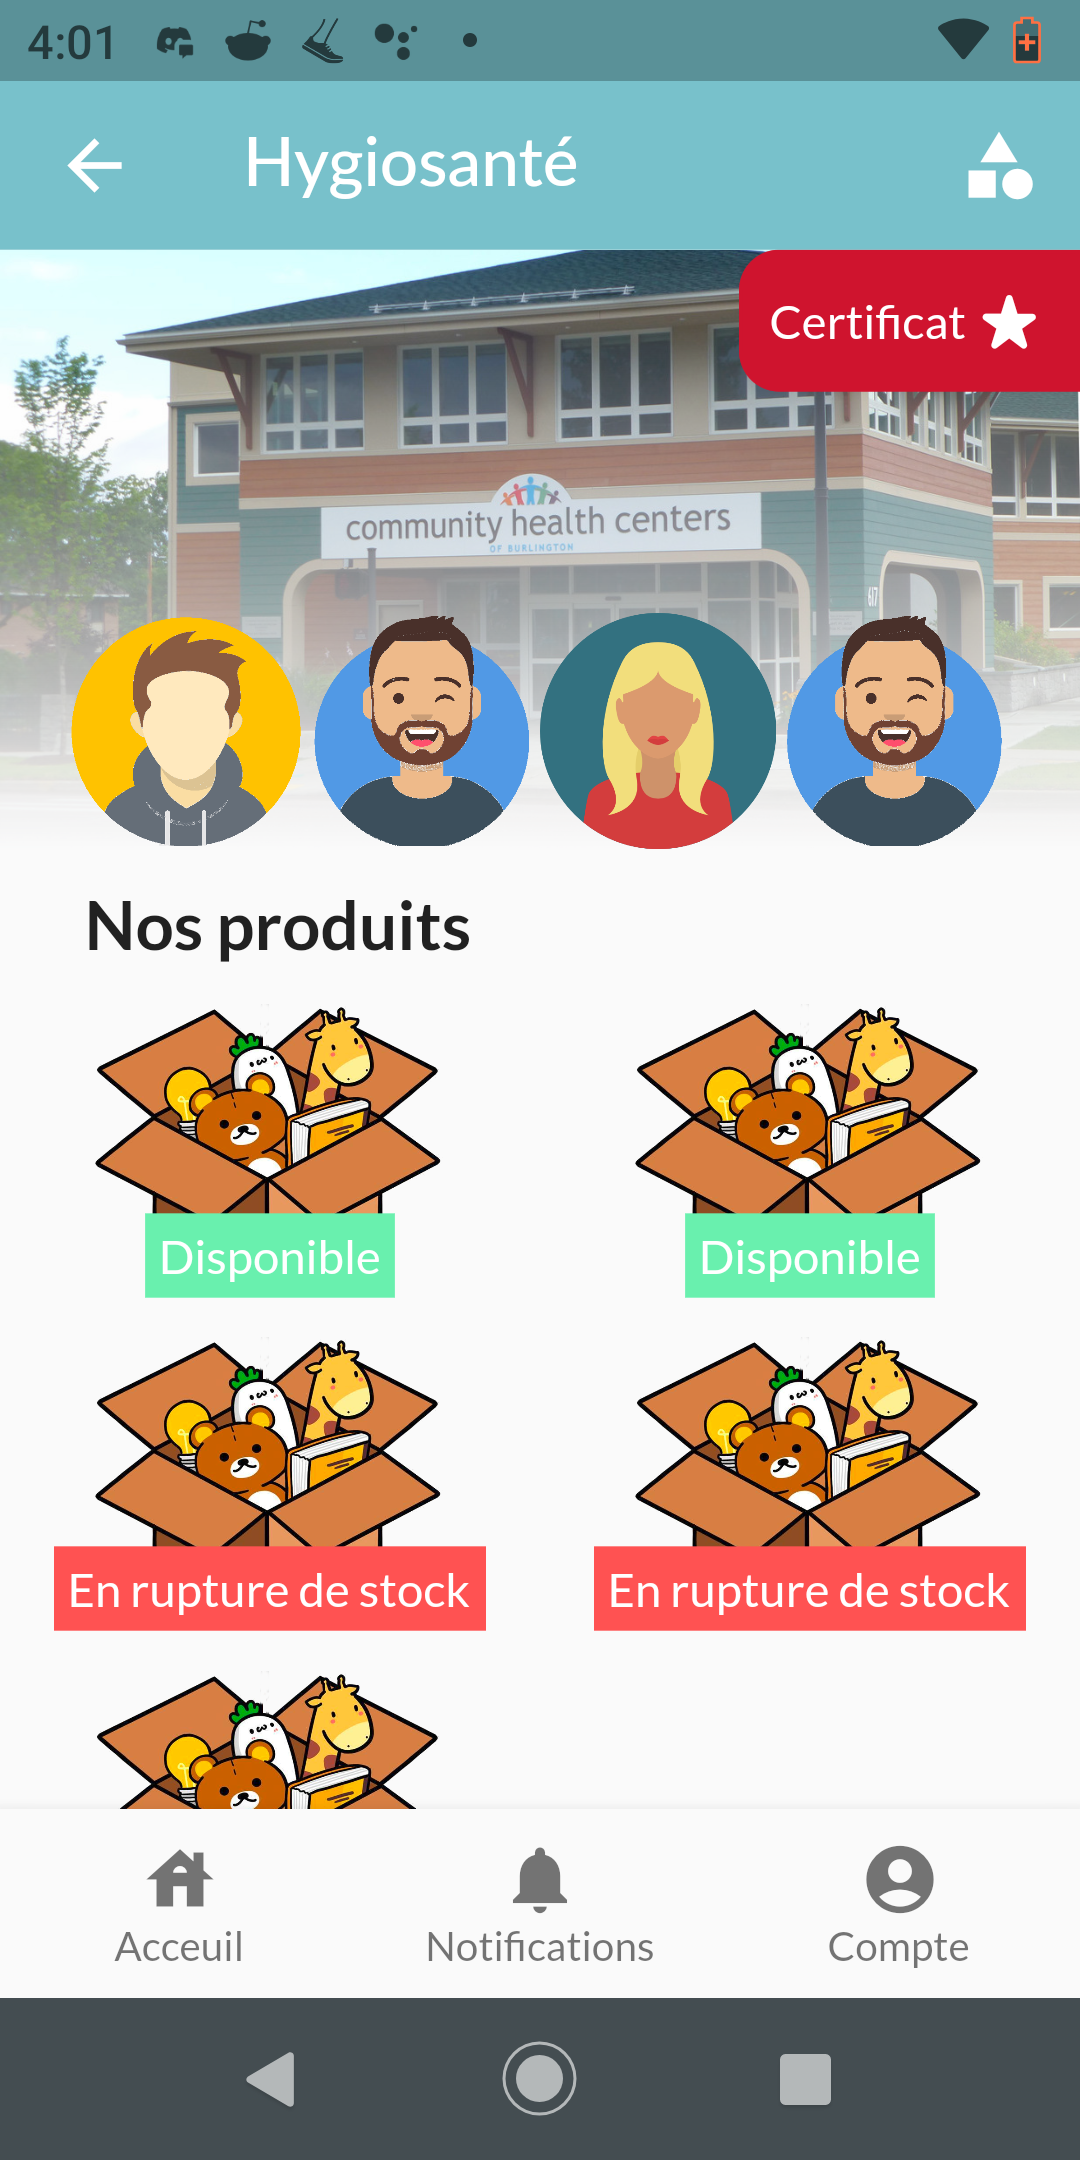 4:01
Hygiosanté
Certificat
community health centers
OF BURLINGTON
617
Nos produits
Disponible
Disponible
En rupture de stock
En rupture de stock
Acceuil
Notifications
Compte